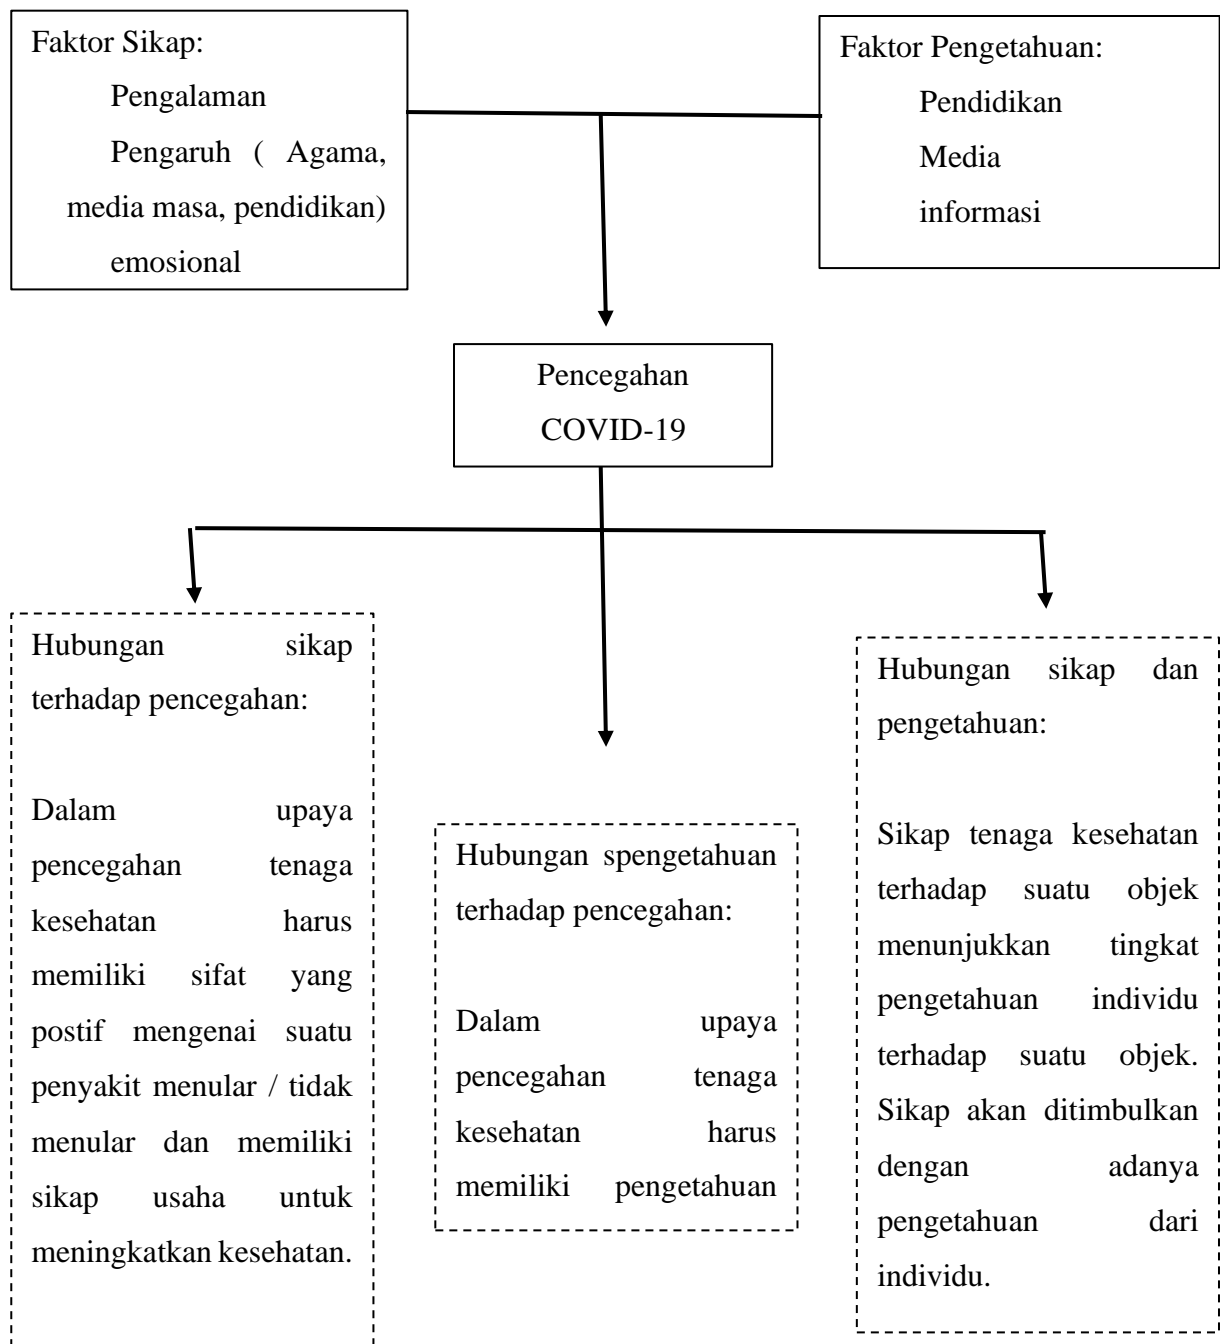 Faktor Sikap:
Pengalaman
Pengaruh ( Agama,
media masa, pendidikan)
emosional
Faktor Pengetahuan:
Pendidikan
Media
informasi
Pencegahan
COVID-19
Hubungan sikap
terhadap pencegahan:
Dalam upaya
pencegahan tenaga
kesehatan harus
memiliki sifat yang
postif mengenai suatu
penyakit menular / tidak
menular dan memiliki
sikap usaha untuk
meningkatkan kesehatan.
Hubungan spengetahuan
terhadap pencegahan:
Dalam upaya
pencegahan tenaga
kesehatan harus
memiliki pengetahuan
Hubungan sikap dan
pengetahuan:
Sikap tenaga kesehatan
terhadap suatu objek
menunjukkan tingkat
pengetahuan individu
terhadap suatu objek.
Sikap akan ditimbulkan
dengan adanya
pengetahuan dari
individu.